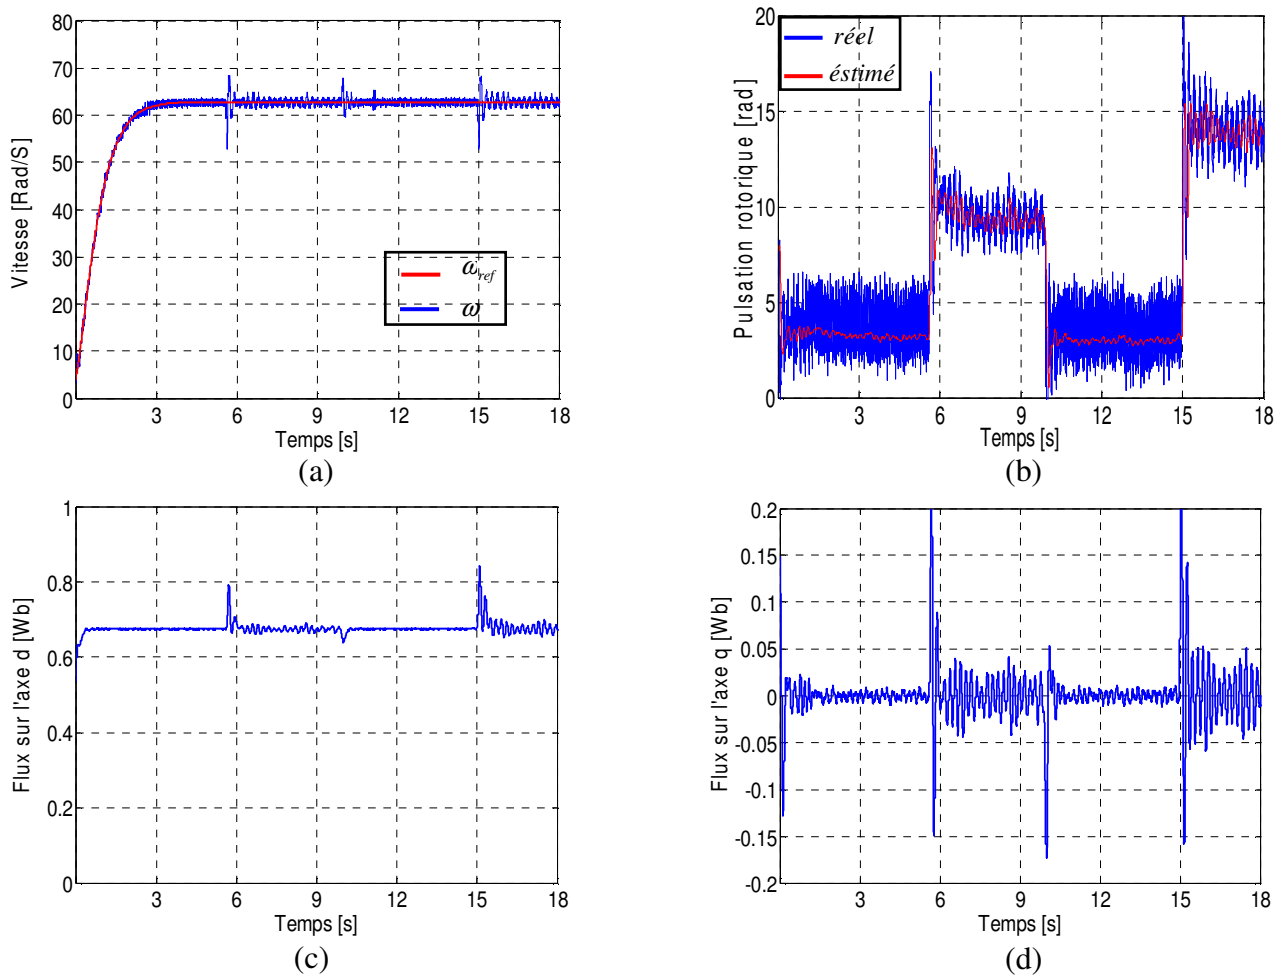 80
70
60
50
40
30
20
10
0
Vitesse [Rad/S]
ω_ref
ω
3 6 9 12 15 18
Temps [s]
(a)
20
15
10
5
0
Pulsation rotorique [rad]
réel
éstimé
3 6 9 12 15 18
Temps [s]
(b)
1
0.8
0.6
0.4
0.2
0
Flux sur l'axe d [Wb]
3 6 9 12 15 18
Temps [s]
(c)
0.2
0.15
0.1
0.05
0
-0.05
-0.1
-0.15
-0.2
Flux sur l'axe q [Wb]
3 6 9 12 15 18
Temps [s]
(d)